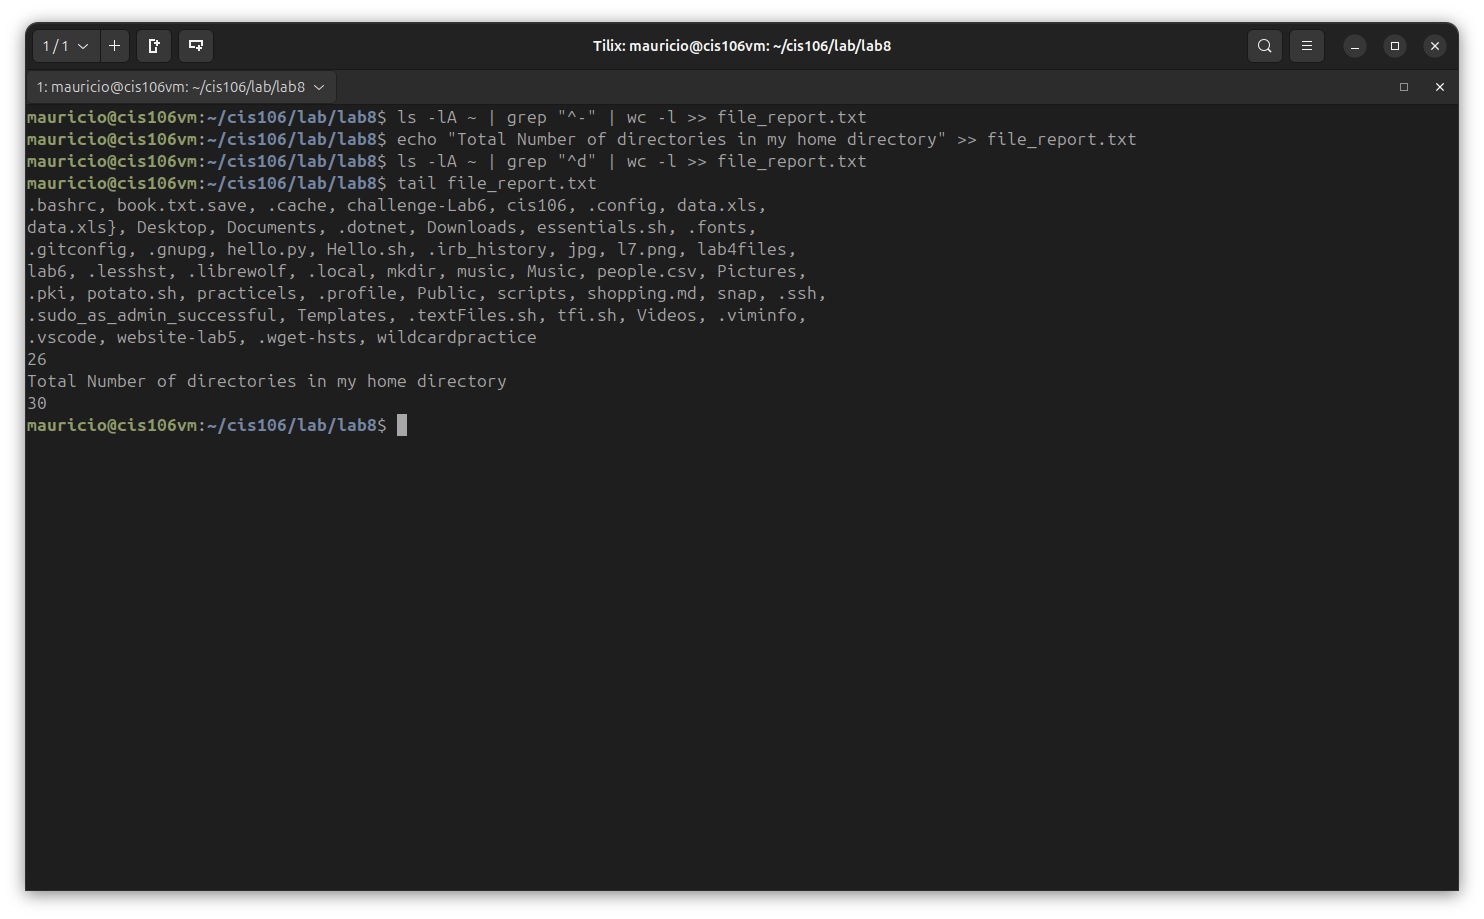 1 / 1
Tilix: mauricio@cis106vm: ~/cis106/lab/lab8
1: mauricio@cis106vm: ~/cis106/lab/lab8
mauricio@cis106vm:~/cis106/lab/lab8$ ls -lA ~ | grep "^-" | wc -l >> file_report.txt
mauricio@cis106vm:~/cis106/lab/lab8$ echo "Total Number of directories in my home directory" >> file_report.txt
mauricio@cis106vm:~/cis106/lab/lab8$ ls -lA ~ | grep "^d" | wc -l >> file_report.txt
mauricio@cis106vm:~/cis106/lab/lab8$ tail file_report.txt
.bashrc, book.txt.save, .cache, challenge-Lab6, cis106, .config, data.xls,
data.xls}, Desktop, Documents, .dotnet, Downloads, essentials.sh, .fonts,
.gitconfig, .gnupg, hello.py, Hello.sh, .irb_history, jpg, l7.png, lab4files,
lab6, .lesshst, .librewolf, .local, mkdir, music, Music, people.csv, Pictures,
.pki, potato.sh, practicels, .profile, Public, scripts, shopping.md, snap, .ssh,
.sudo_as_admin_successful, Templates, .textFiles.sh, tfi.sh, Videos, .viminfo,
.vscode, website-lab5, .wget-hsts, wildcardpractice
26
Total Number of directories in my home directory
30
mauricio@cis106vm:~/cis106/lab/lab8$